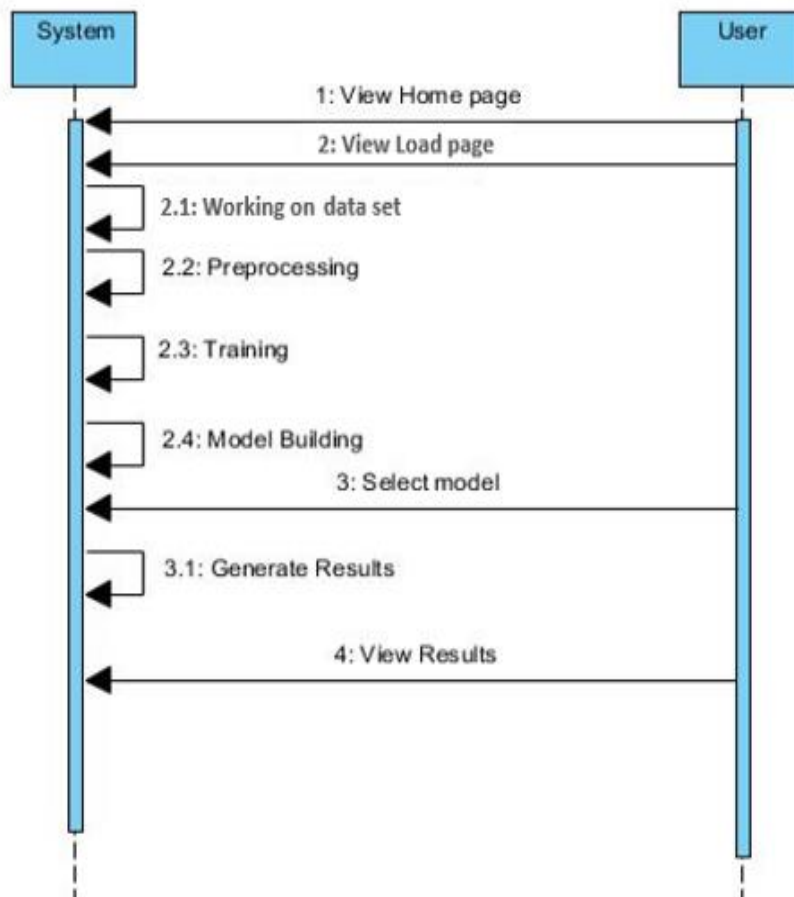 System
User
1: View Home page
2: View Load page
2.1: Working on data set
2.2: Preprocessing
2.3: Training
2.4: Model Building
3: Select model
3.1: Generate Results
4: View Results